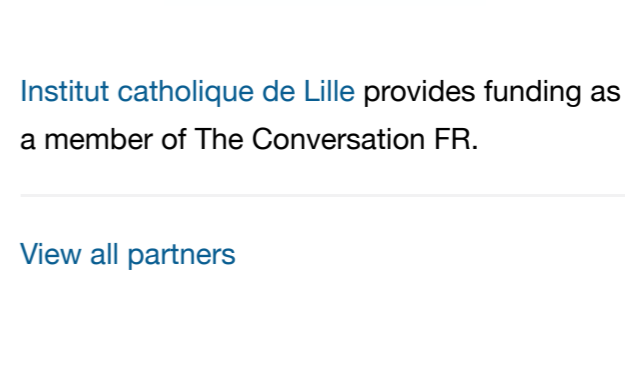 Institut catholique de Lille provides funding as
a member of The Conversation FR.
View all partners